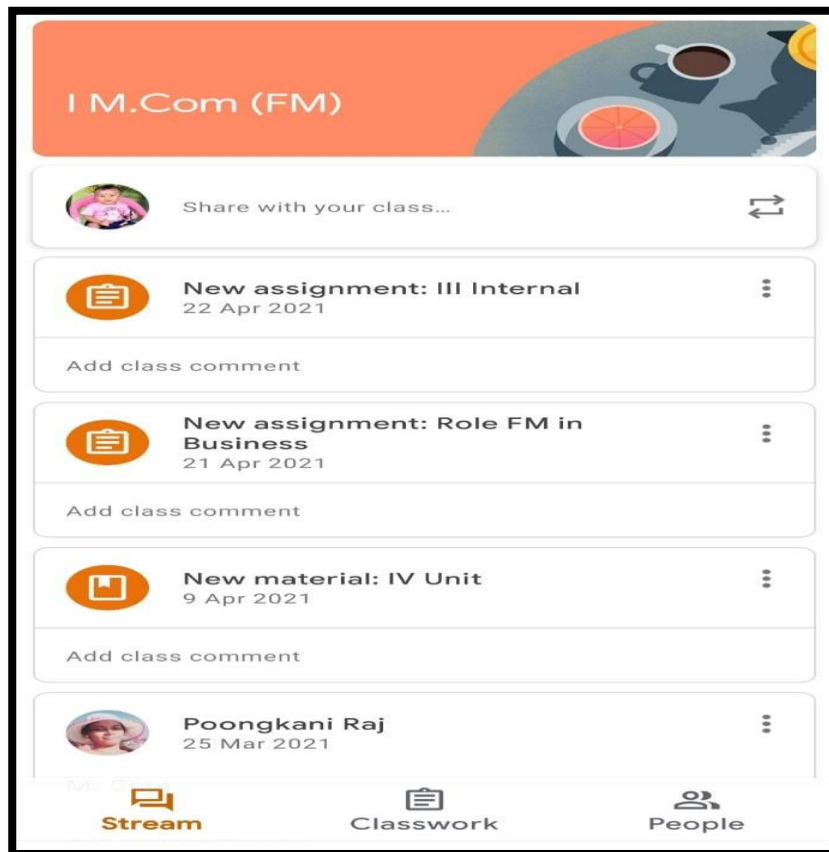 I M.Com (FM)
Share with your class...
New assignment: III Internal
22 Apr 2021
Add class comment
New assignment: Role FM in
Business
21 Apr 2021
Add class comment
New material: IV Unit
9 Apr 2021
Add class comment
Poongkani Raj
25 Mar 2021
M. Com
Stream Classwork People